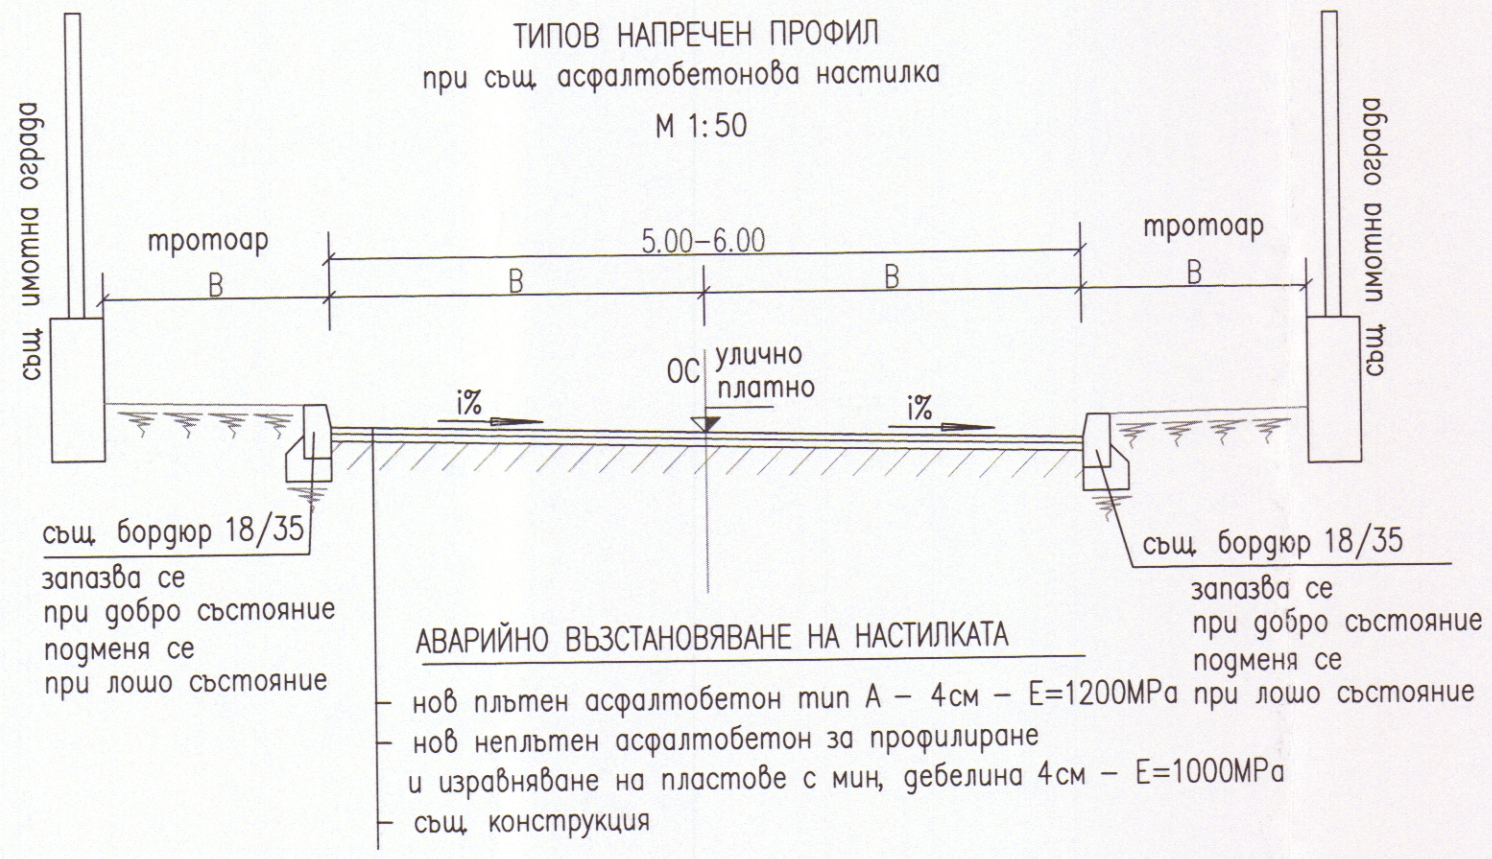 ТИПОВ НАПРЕЧЕН ПРОФИЛ
при същ. асфалтобетонова настилка
М 1:50
същ. имотна ограда
същ. имотна ограда
тротоар
5.00-6.00
тротоар
В
В
В
В
ОС
улично
платно
i%
i%
същ. бордюр 18/35
запазва се
при добро състояние
подменя се
при лошо състояние
същ. бордюр 18/35
запазва се
при добро състояние
подменя се
при лошо състояние
АВАРИЙНО ВЪЗСТАНОВЯВАНЕ НА НАСТИЛКАТА
нов плътен асфалтобетон тип А - 4см - Е=1200МРа
нов неплътен асфалтобетон за профилиране
и изравняване на пластове с мин, дебелина 4см - Е=1000МРа
същ. конструкция